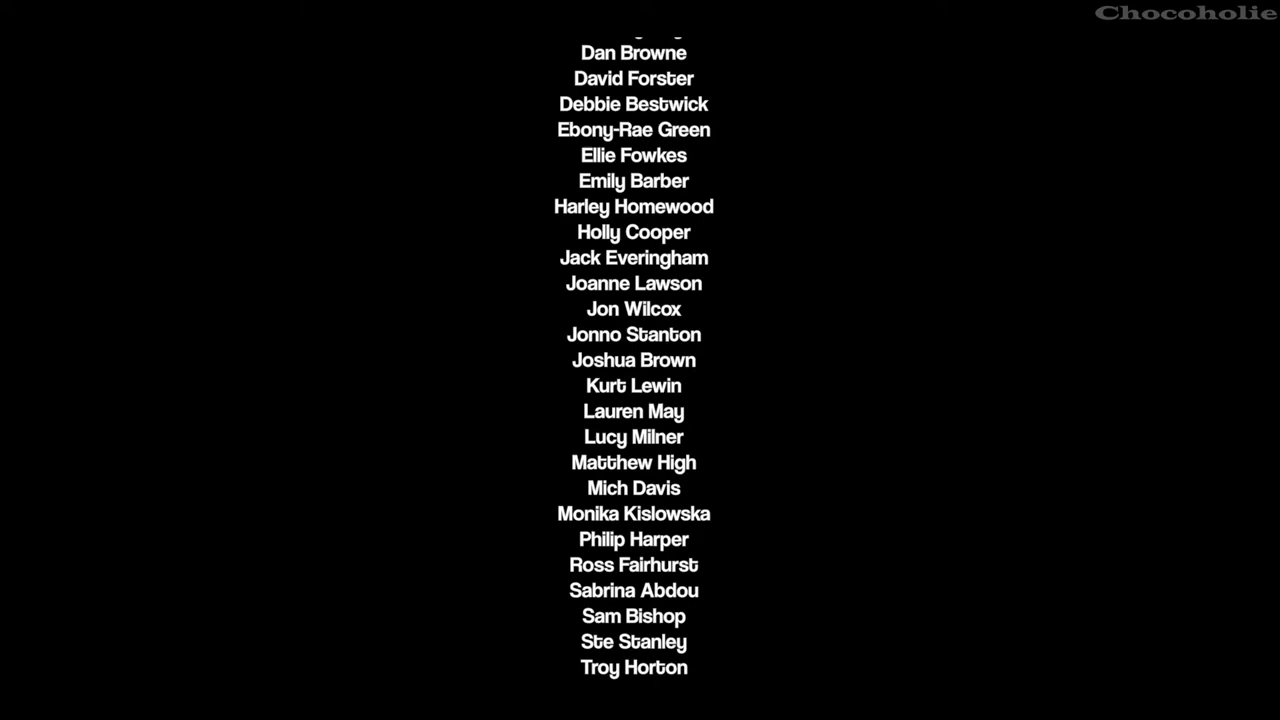 Chocoholie
Dan Browne
David Forster
Debbie Bestwick
Ebony-Rae Green
Ellie Fowkes
Emily Barber
Harley Homewood
Holly Cooper
Jack Everingham
Joanne Lawson
Jon Wilcox
Jonno Stanton
Joshua Brown
Kurt Lewin
Lauren May
Lucy Milner
Matthew High
Mich Davis
Monika Kislowska
Philip Harper
Ross Fairhurst
Sabrina Abdou
Sam Bishop
Ste Stanley
Troy Horton